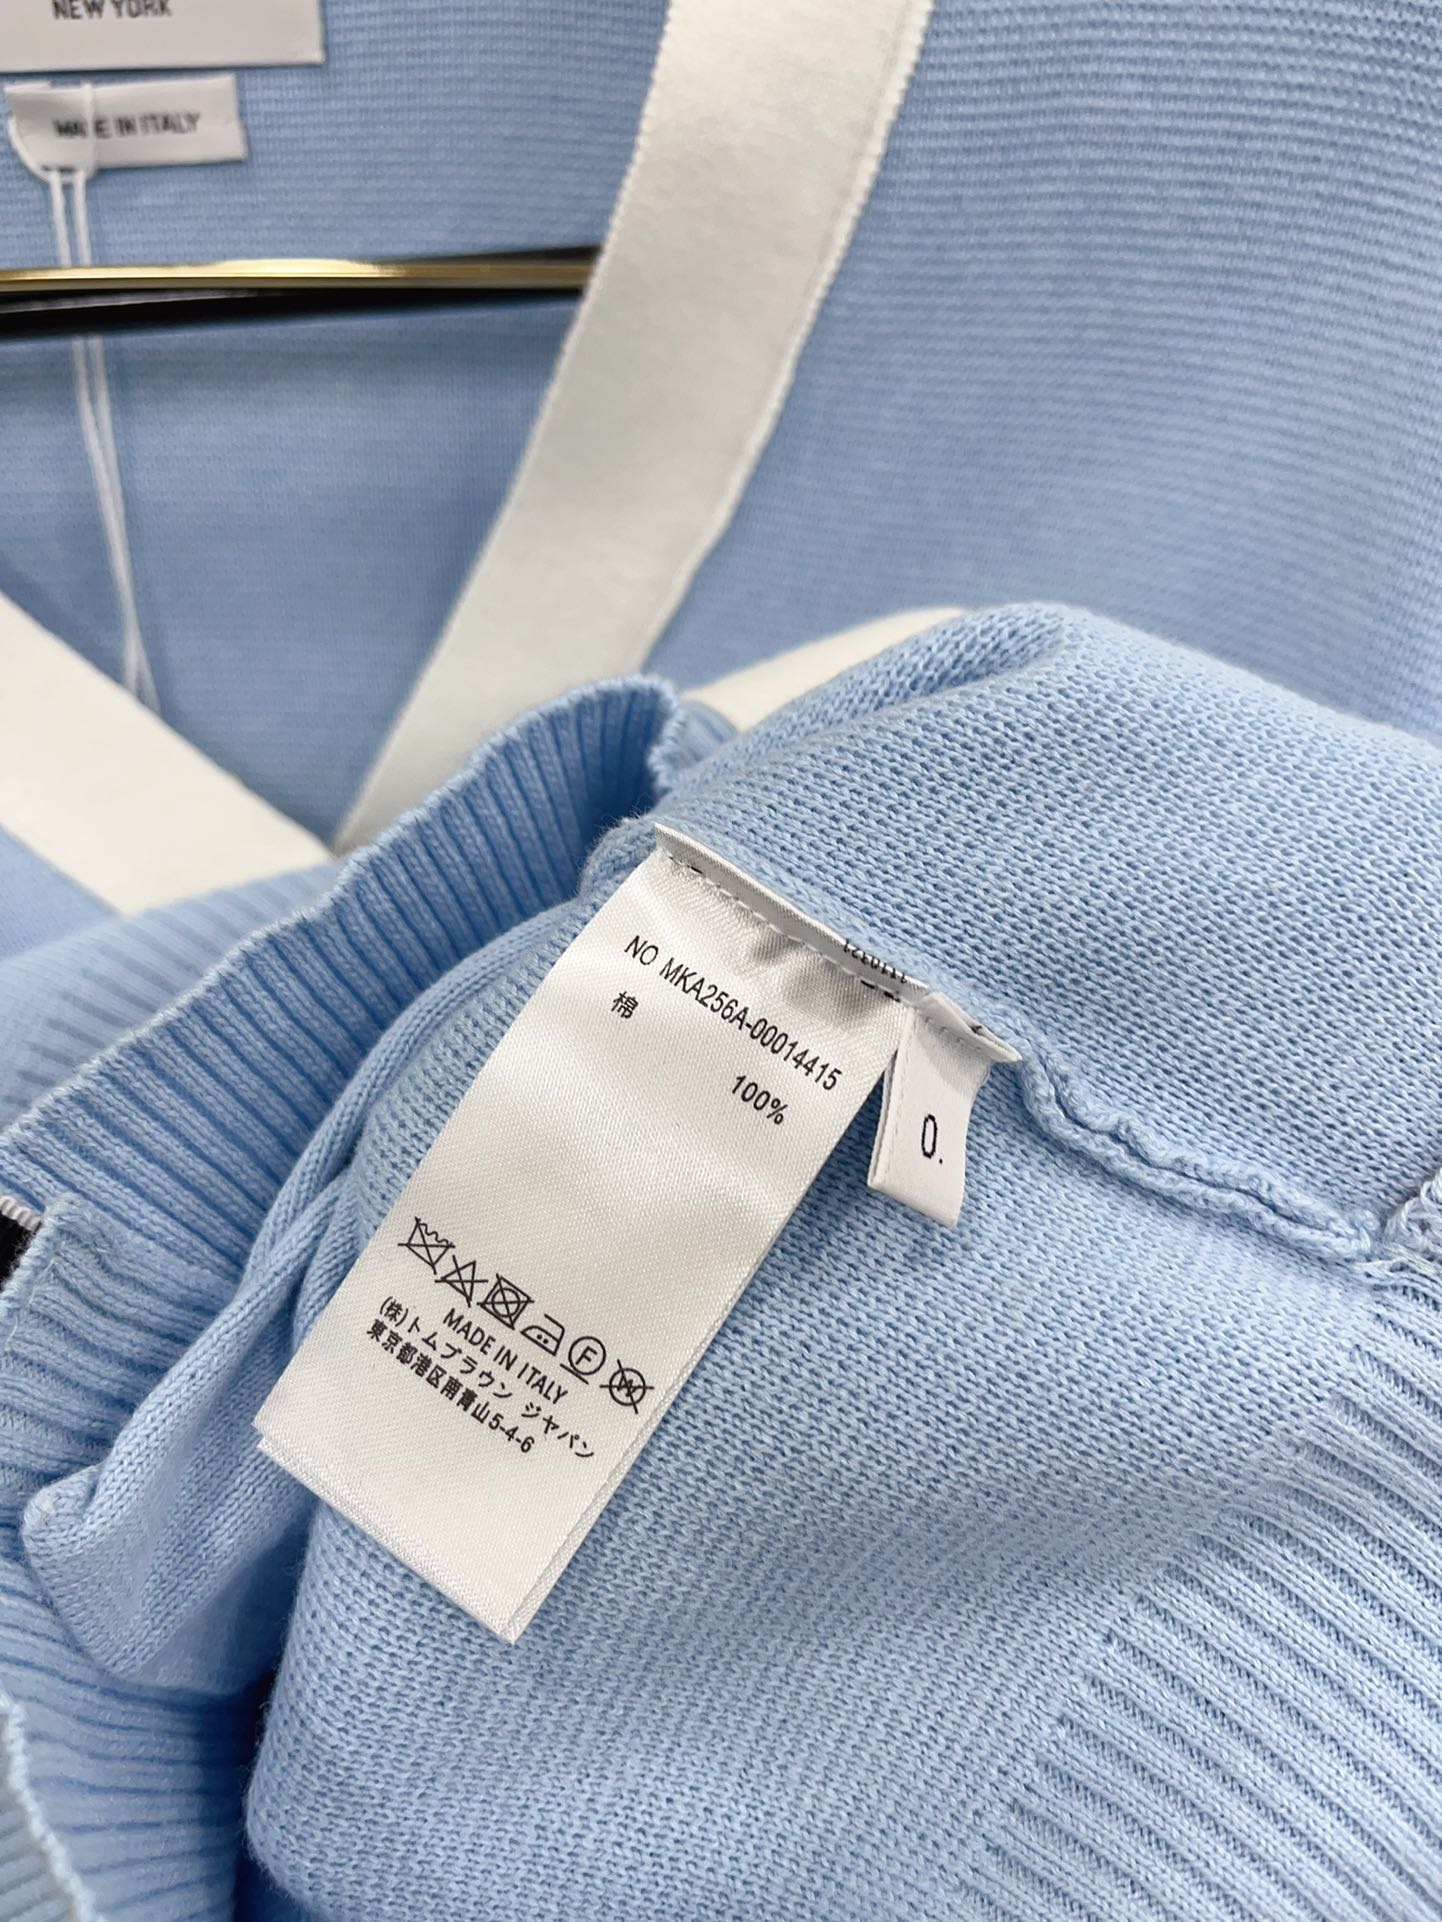 NEW YORK
MADE IN ITALY
NO MKA256A-00014415
棉
100%
0.
F
W
MADE IN ITALY
(株)トムブラウン ジャパン
東京都港区南青山5-4-6